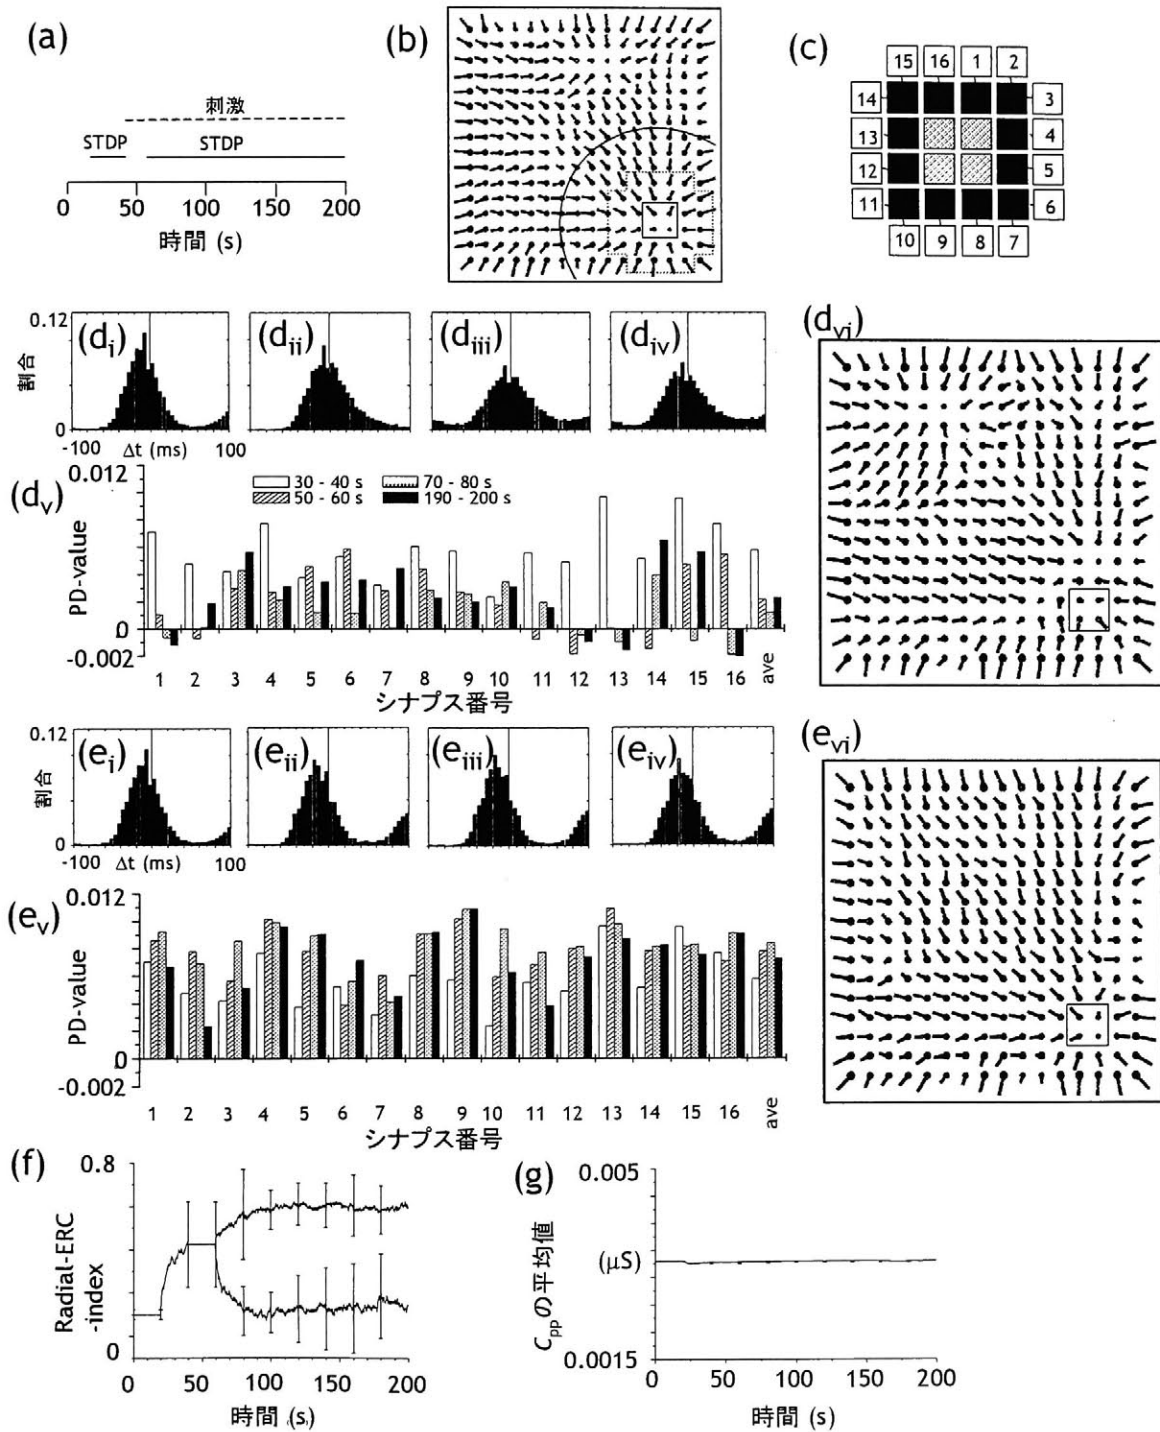 (a)
刺激
STDP
STDP
0 50 100 150 200
時間 (s)
(b)
(c)
15 16 1 2
14 3
13 4
12 5
11 6
10 9 8 7
0.12
割合
0
(di)
(dii)
(diii)
(div)
-100 Δt (ms) 100
(dvi)
(dv)
0.012
PD-value
0
-0.002
30 - 40 s
70 - 80 s
50 - 60 s
190 - 200 s
1 2 3 4 5 6 7 8 9 10 11 12 13 14 15 16 ave
シナプス番号
0.12
割合
0
(ei)
(eii)
(eiii)
(eiv)
-100 Δt (ms) 100
(evi)
(ev)
0.012
PD-value
0
-0.002
1 2 3 4 5 6 7 8 9 10 11 12 13 14 15 16 ave
シナプス番号
(f)
0.8
Radial-ERC
-index
0
0 50 100 150 200
時間 (s)
(g)
0.005
Cppの平均値
(μS)
0.0015
0 50 100 150 200
時間 (s)